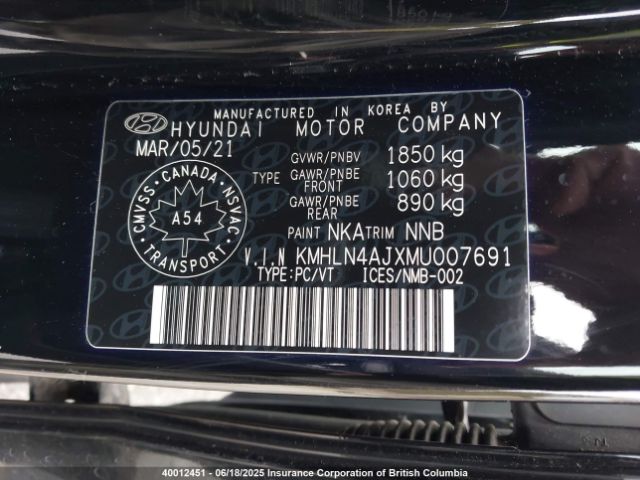 MANUFACTURED IN KOREA BY
HYUNDAI MOTOR COMPANY
MAR/05/21
GVWR/PNBV 1850 kg
TYPE GAWR/PNBE FRONT 1060 kg
GAWR/PNBE REAR 890 kg
PAINT NKA TRIM NNB
CMVSS · CANADA · NSVAC
A54
TRANSPORT
V.I.N KMHLN4AJXMU007691
TYPE:PC/VT ICES/NMB-002
40012451 - 06/18/2025 Insurance Corporation of British Columbia